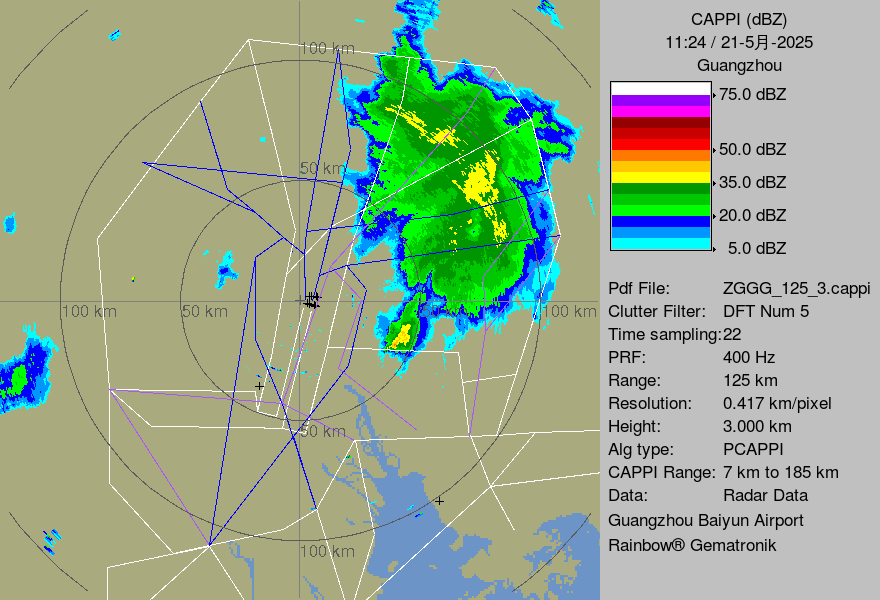 CAPPI (dBZ)
11:24 / 21-5月-2025
Guangzhou
75.0 dBZ
50.0 dBZ
35.0 dBZ
20.0 dBZ
5.0 dBZ
Pdf File: ZGGG_125_3.cappi
Clutter Filter: DFT Num 5
Time sampling:22
PRF: 400 Hz
Range: 125 km
Resolution: 0.417 km/pixel
Height: 3.000 km
Alg type: PCAPPI
CAPPI Range: 7 km to 185 km
Data: Radar Data
Guangzhou Baiyun Airport
Rainbow® Gematronik
100 km
50 km
100 km
50 km
100 km
50 km
100 km